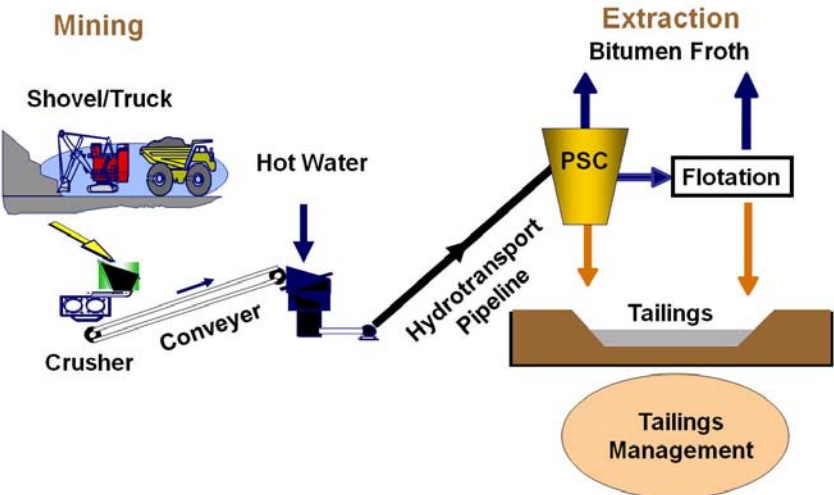 Mining
Extraction
Bitumen Froth
Shovel/Truck
Hot Water
PSC
Flotation
Hydrotransport
Pipeline
Conveyer
Crusher
Tailings
Tailings
Management